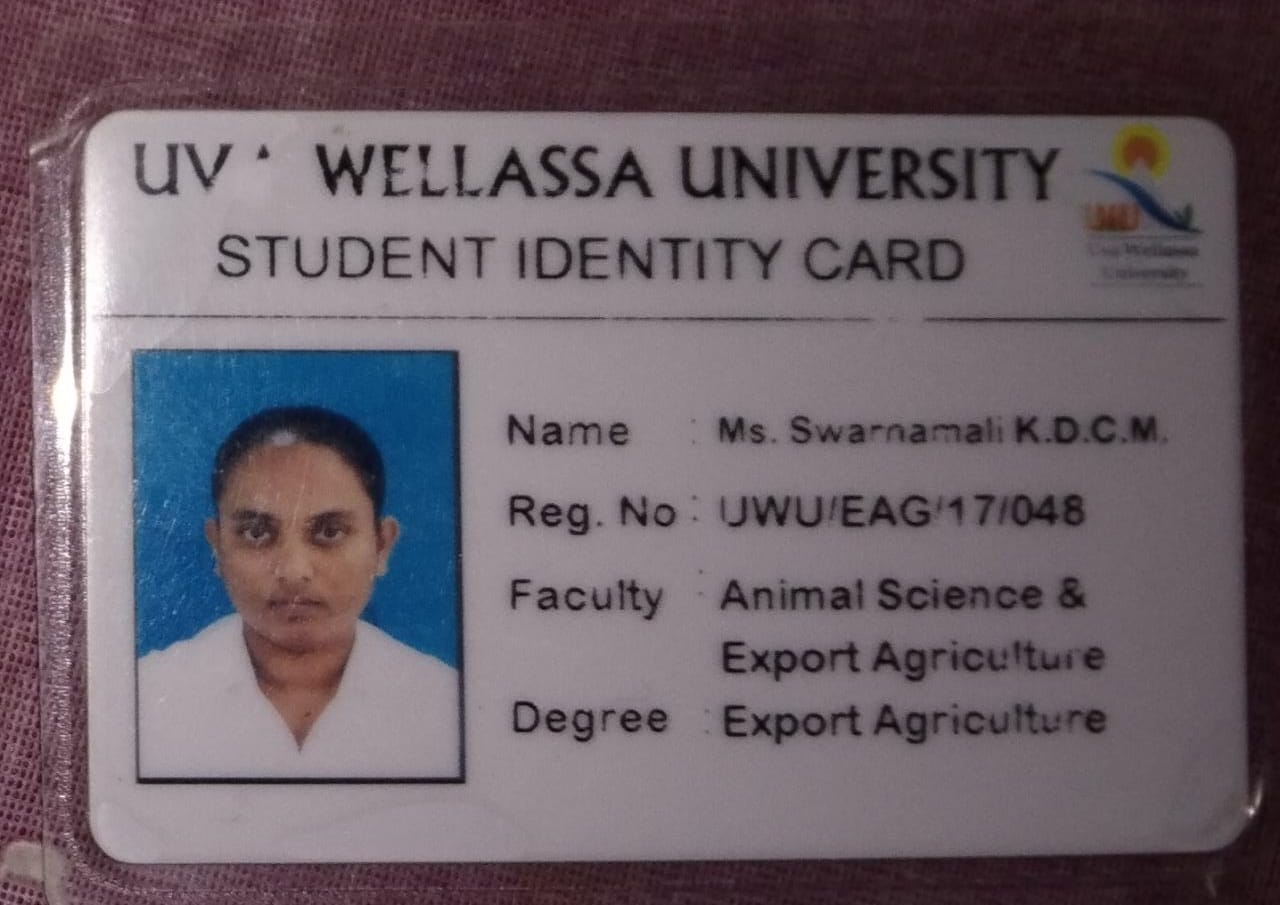 UVA WELLASSA UNIVERSITY
STUDENT IDENTITY CARD
Uva Wellassa
University
Name : Ms. Swarnamali K.D.C.M.
Reg. No : UWU/EAG/17/048
Faculty : Animal Science &
Export Agriculture
Degree : Export Agriculture